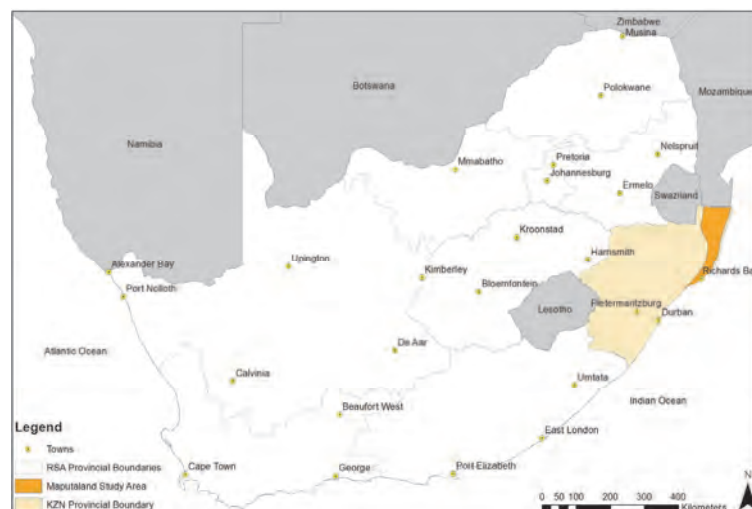 Zimbabwe
Musina
Botswana
Polokwane
Mozambique
Namibia
Nelspruit
Mmabatho
Pretoria
Johannesburg
Ermelo
Swaziland
Kroonstad
Upington
Harrismith
Alexander Bay
Kimberley
Richards Ba
Port Nolloth
Bloemfontein
Lesotho
Pietermaritzburg
Durban
Atlantic Ocean
De Aar
Calvinia
Umtata
Indian Ocean
Beaufort West
Legend
Towns
East London
RSA Provincial Boundaries
Cape Town
George
Port Elizabeth
N
Maputaland Study Area
KZN Provincial Boundary
0 50 100 200 300 400
Kilometers